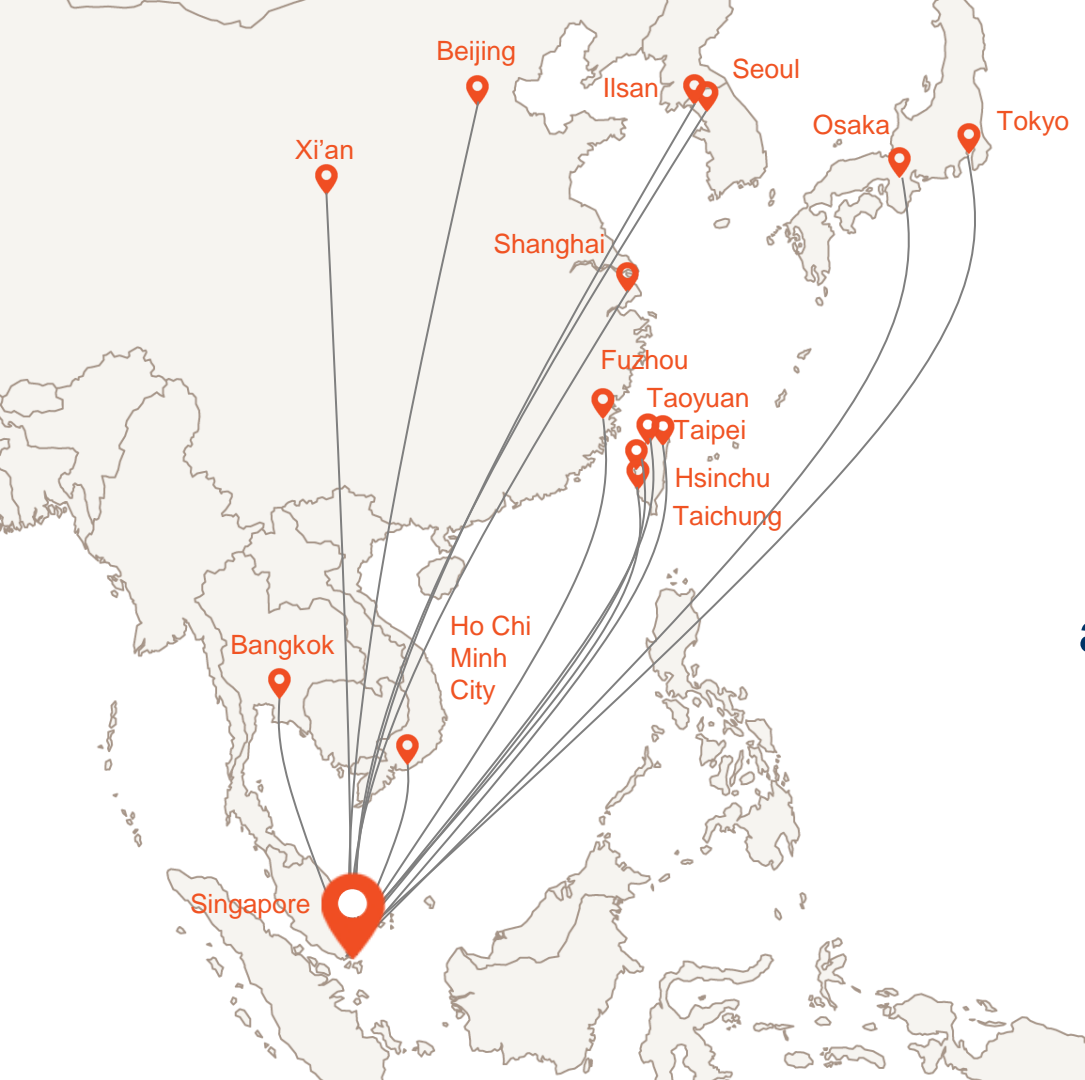 Beijing
Seoul
Ilsan
Osaka
Tokyo
Xi’an
Shanghai
Fuzhou
Taoyuan
Taipei
Hsinchu
Taichung
Ho Chi
Minh
City
Bangkok
Singapore